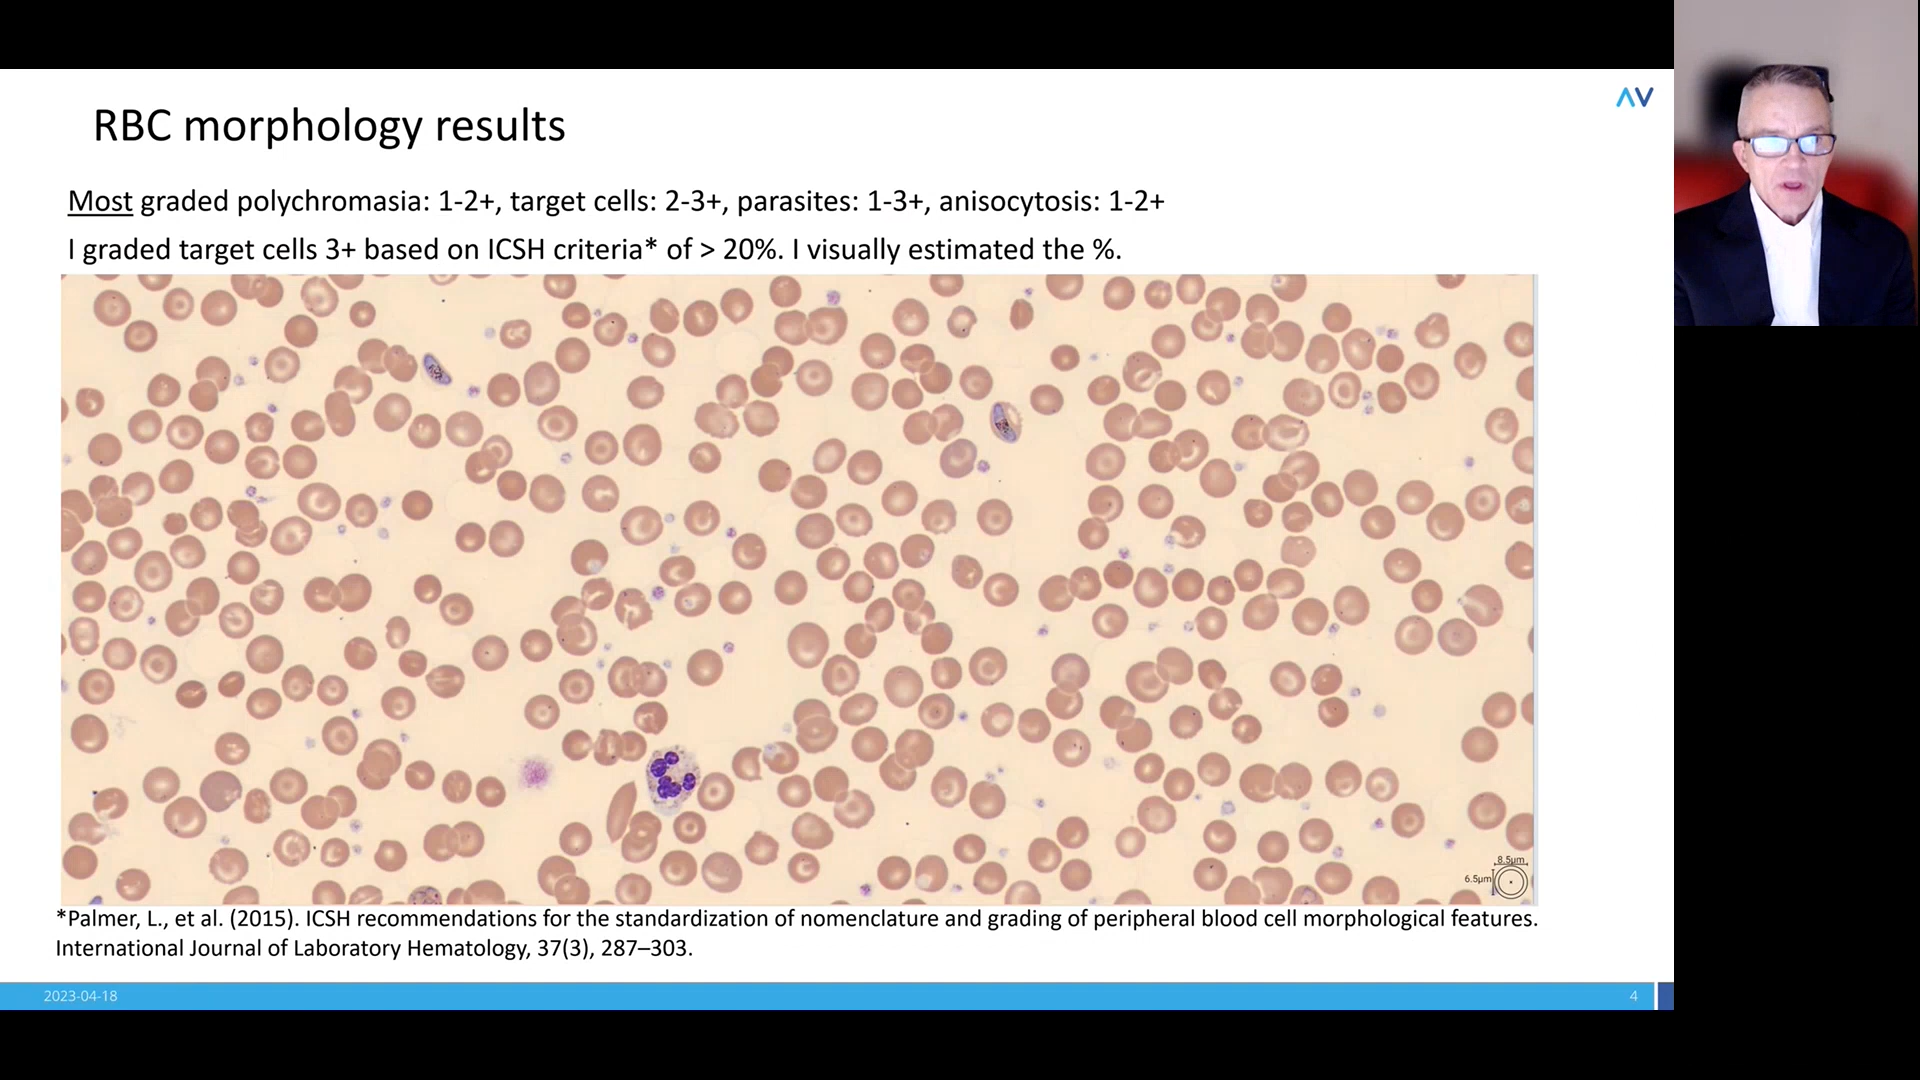 RBC morphology results
AV
Most graded polychromasia: 1-2+, target cells: 2-3+, parasites: 1-3+, anisocytosis: 1-2+
I graded target cells 3+ based on ICSH criteria* of > 20%. I visually estimated the %.
8.5μm
6.5μm
*Palmer, L., et al. (2015). ICSH recommendations for the standardization of nomenclature and grading of peripheral blood cell morphological features.
International Journal of Laboratory Hematology, 37(3), 287–303.
2023-04-18
4